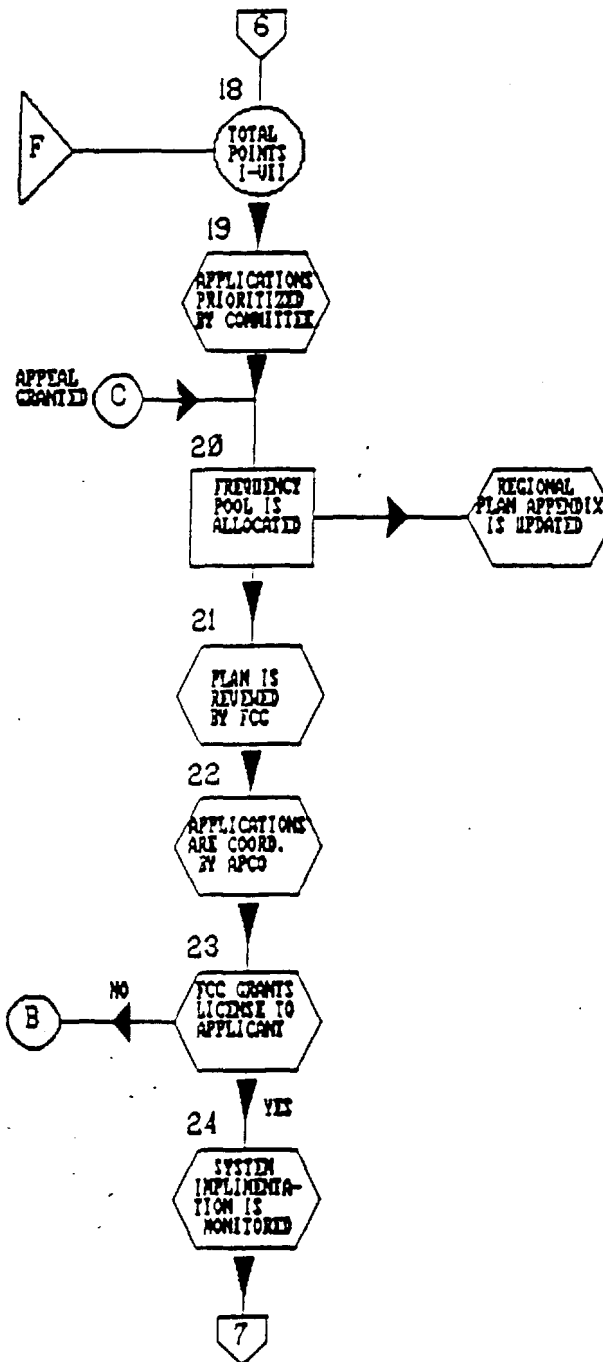 6
18
F
TOTAL
POINTS
I-VII
19
APPLICATIONS
PRIORITIZED
BY COMMITTEE
APPEAL
GRANTED
C
20
FREQUENCY
POOL IS
ALLOCATED
REGIONAL
PLAN APPENDIX
IS UPDATED
21
PLAN IS
REVIEWED
BY FCC
22
APPLICATIONS
ARE COORD.
BY APCO
23
NO
B
FCC GRANTS
LICENSE TO
APPLICANT
YES
24
SYSTEM
IMPLIMENTA-
TION IS
MONITORED
7